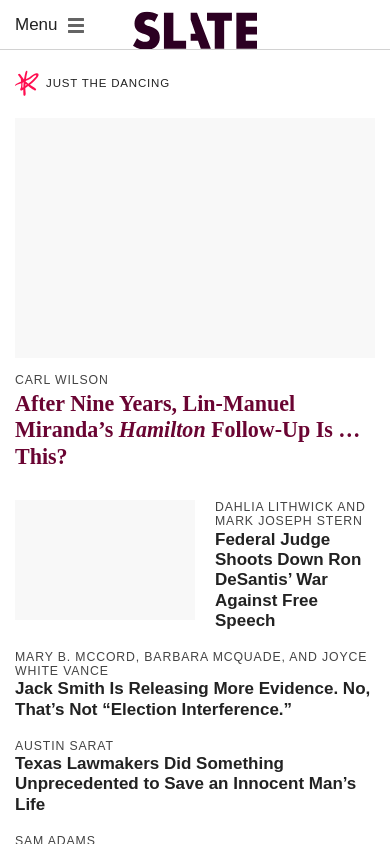 Menu
SLATE
JUST THE DANCING
CARL WILSON
After Nine Years, Lin-Manuel
Miranda’s Hamilton Follow-Up Is …
This?
DAHLIA LITHWICK AND
MARK JOSEPH STERN
Federal Judge
Shoots Down Ron
DeSantis’ War
Against Free
Speech
MARY B. MCCORD, BARBARA MCQUADE, AND JOYCE
WHITE VANCE
Jack Smith Is Releasing More Evidence. No,
That’s Not “Election Interference.”
AUSTIN SARAT
Texas Lawmakers Did Something
Unprecedented to Save an Innocent Man’s
Life
SAM ADAMS